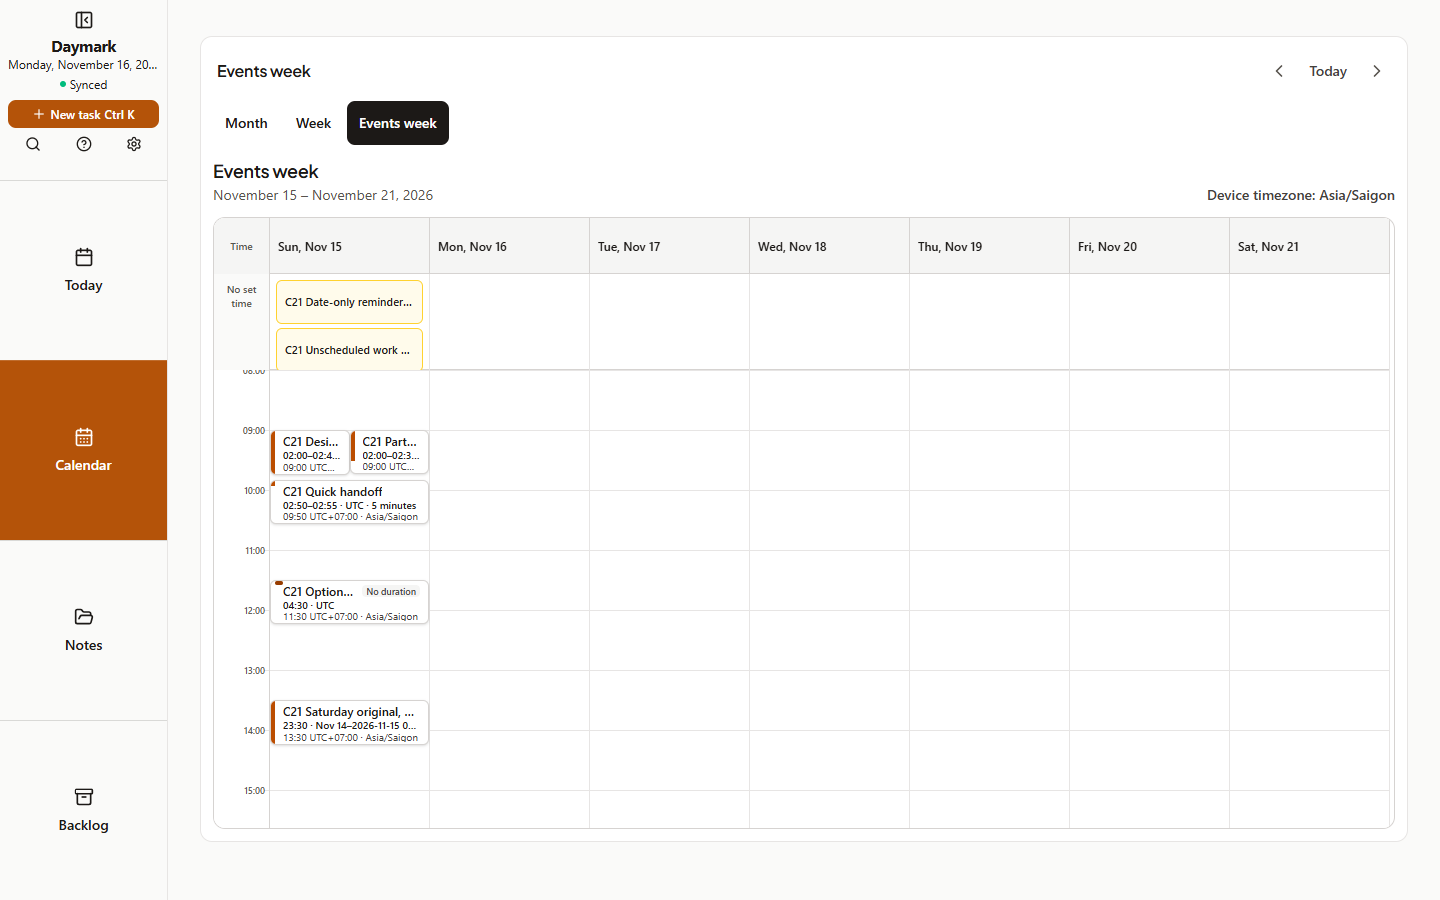 Daymark
Monday, November 16, 20...
Synced
New task Ctrl K
Today
Calendar
Notes
Backlog
Events week
Today
Month
Week
Events week
Events week
November 15 – November 21, 2026
Device timezone: Asia/Saigon
Time
Sun, Nov 15
Mon, Nov 16
Tue, Nov 17
Wed, Nov 18
Thu, Nov 19
Fri, Nov 20
Sat, Nov 21
No set time
C21 Date-only reminder...
C21 Unscheduled work ...
08:00
09:00
C21 Desi...
02:00–02:4...
09:00 UTC...
C21 Part...
02:00–02:3...
09:00 UTC...
10:00
C21 Quick handoff
02:50–02:55 · UTC · 5 minutes
09:50 UTC+07:00 · Asia/Saigon
11:00
C21 Option...
No duration
04:30 · UTC
11:30 UTC+07:00 · Asia/Saigon
12:00
13:00
C21 Saturday original, ...
23:30 · Nov 14–2026-11-15 0...
13:30 UTC+07:00 · Asia/Saigon
14:00
15:00